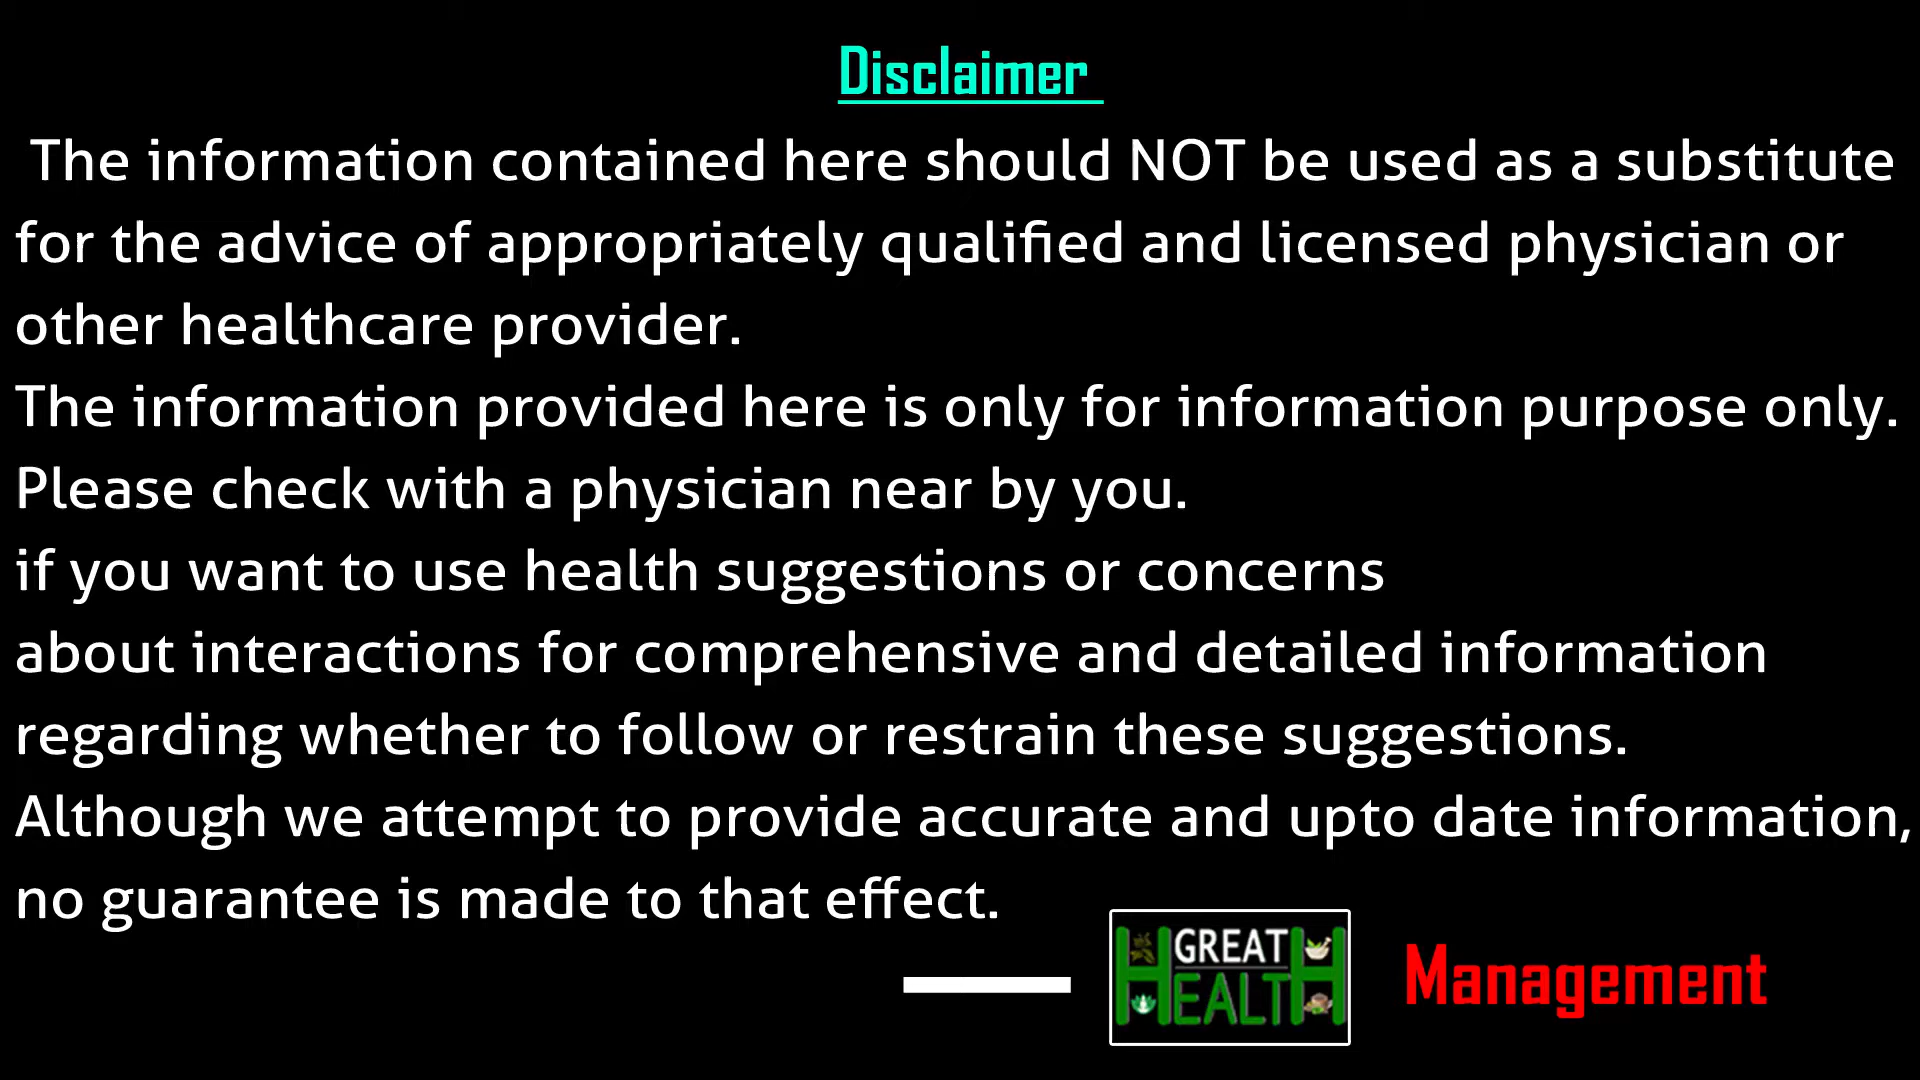 Disclaimer
The information contained here should NOT be used as a substitute
for the advice of appropriately qualified and licensed physician or
other healthcare provider.
The information provided here is only for information purpose only.
Please check with a physician near by you.
if you want to use health suggestions or concerns
about interactions for comprehensive and detailed information
regarding whether to follow or restrain these suggestions.
Although we attempt to provide accurate and upto date information,
no guarantee is made to that effect.
GREAT
HEALTH
Management